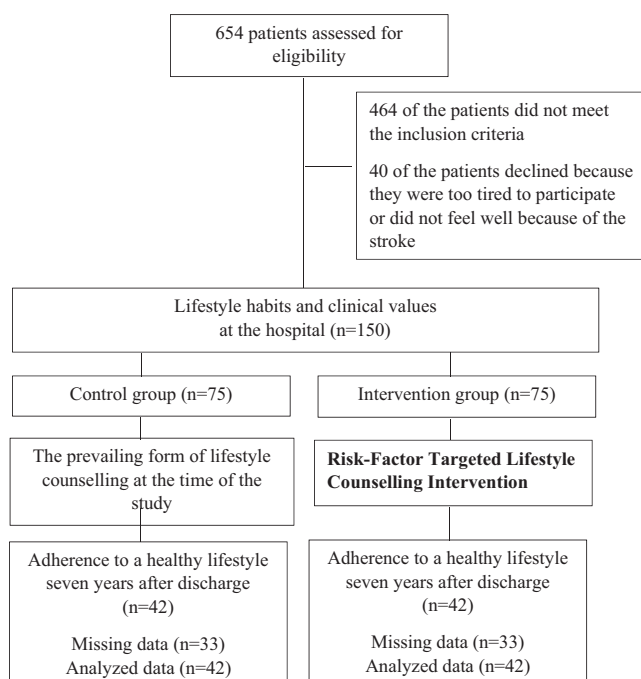 654 patients assessed for
eligibility
464 of the patients did not meet
the inclusion criteria
40 of the patients declined because
they were too tired to participate
or did not feel well because of the
stroke
Lifestyle habits and clinical values
at the hospital (n=150)
Control group (n=75)
Intervention group (n=75)
The prevailing form of lifestyle
counselling at the time of the
study
Risk-Factor Targeted Lifestyle
Counselling Intervention
Adherence to a healthy lifestyle
seven years after discharge
(n=42)
Missing data (n=33)
Analyzed data (n=42)
Adherence to a healthy lifestyle
seven years after discharge
(n=42)
Missing data (n=33)
Analyzed data (n=42)